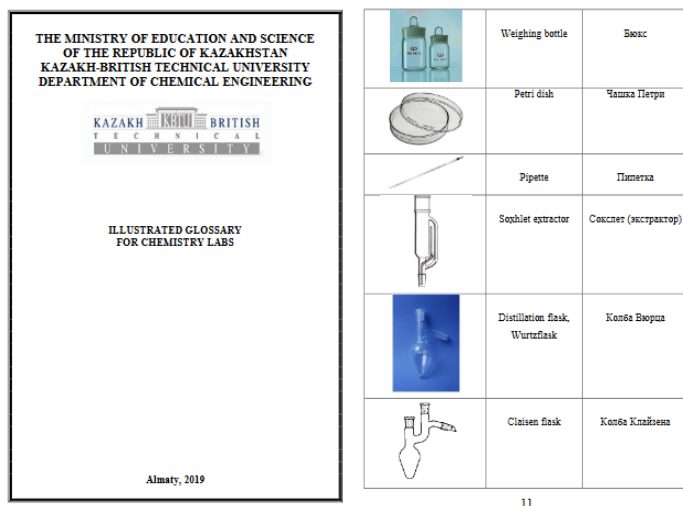 THE MINISTRY OF EDUCATION AND SCIENCE
OF THE REPUBLIC OF KAZAKHSTAN
KAZAKH-BRITISH TECHNICAL UNIVERSITY
DEPARTMENT OF CHEMICAL ENGINEERING
KAZAKH KBTU BRITISH
TECHNICAL
UNIVERSITY
ILLUSTRATED GLOSSARY
FOR CHEMISTRY LABS
Almaty, 2019
Weighing bottle Бюкс
Petri dish Чашка Петри
Pipette Пипетка
Soxhlet extractor Сокслет (экстрактор)
Distillation flask, Колба Вюрца
Wurtzflask
Claisen flask Колба Клайзена
11